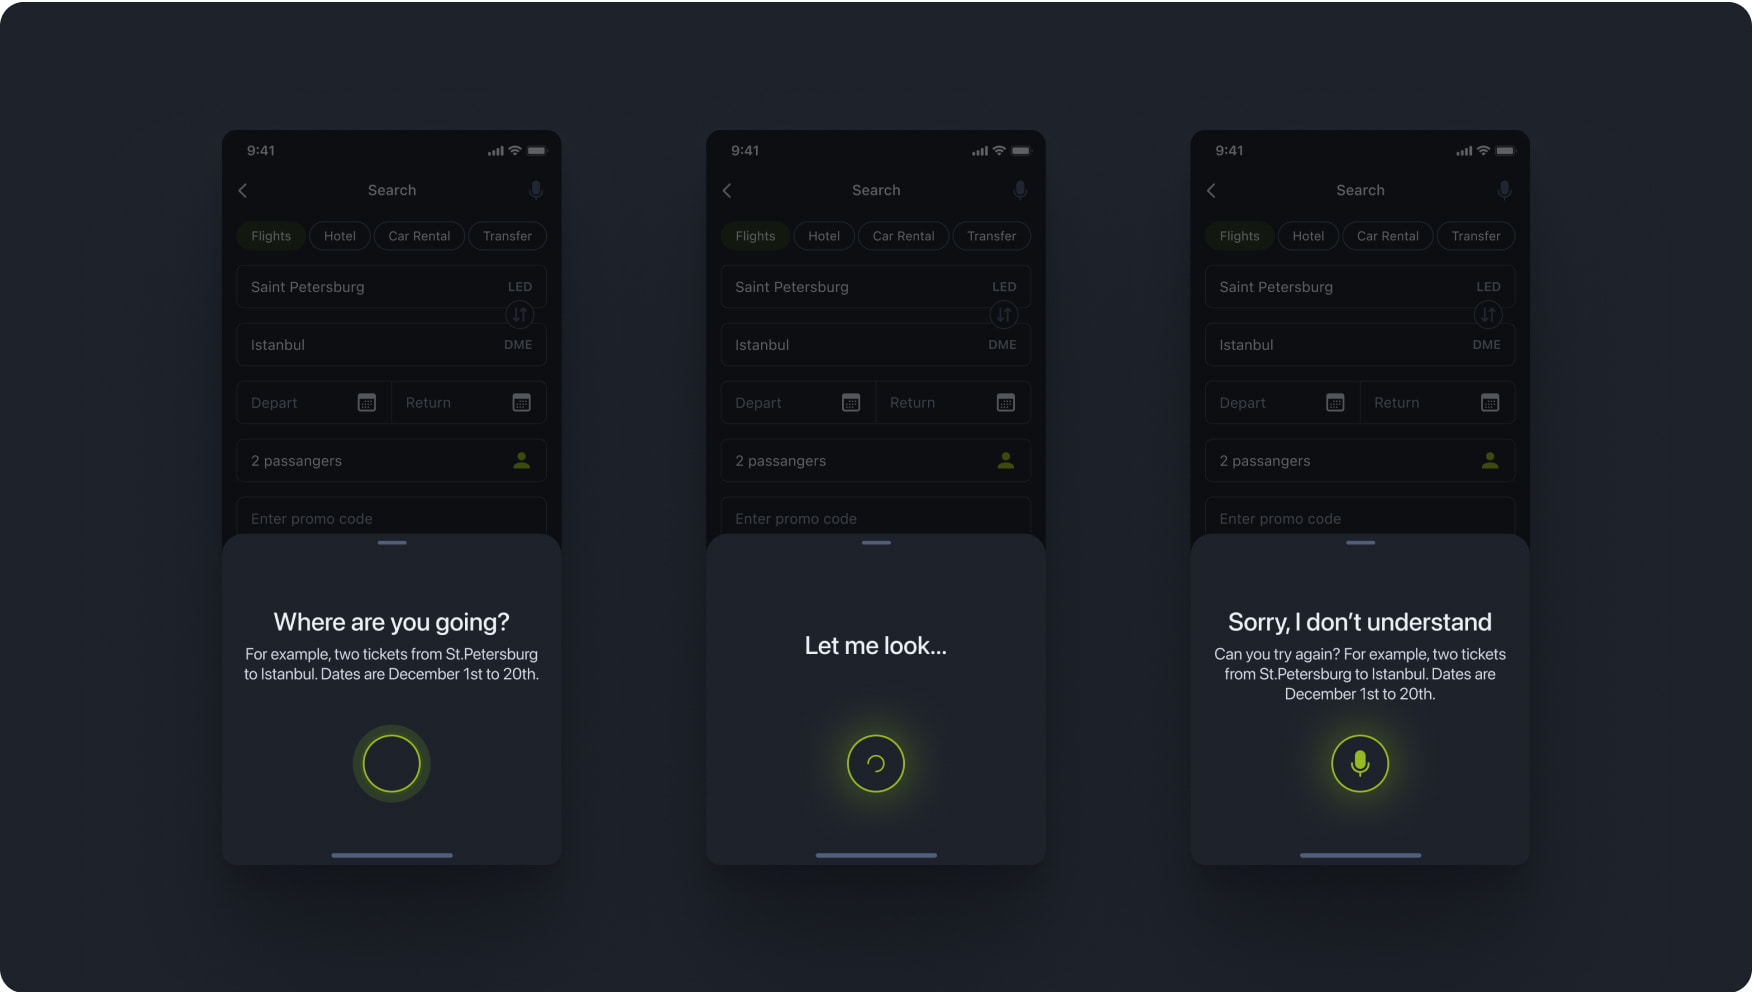 9:41
Search
Flights Hotel Car Rental Transfer
Saint Petersburg LED
Istanbul DME
Depart Return
2 passangers
Enter promo code
Where are you going?
For example, two tickets from St.Petersburg
to Istanbul. Dates are December 1st to 20th.
9:41
Search
Flights Hotel Car Rental Transfer
Saint Petersburg LED
Istanbul DME
Depart Return
2 passangers
Enter promo code
Let me look...
9:41
Search
Flights Hotel Car Rental Transfer
Saint Petersburg LED
Istanbul DME
Depart Return
2 passangers
Enter promo code
Sorry, I don’t understand
Can you try again? For example, two tickets
from St.Petersburg to Istanbul. Dates are
December 1st to 20th.